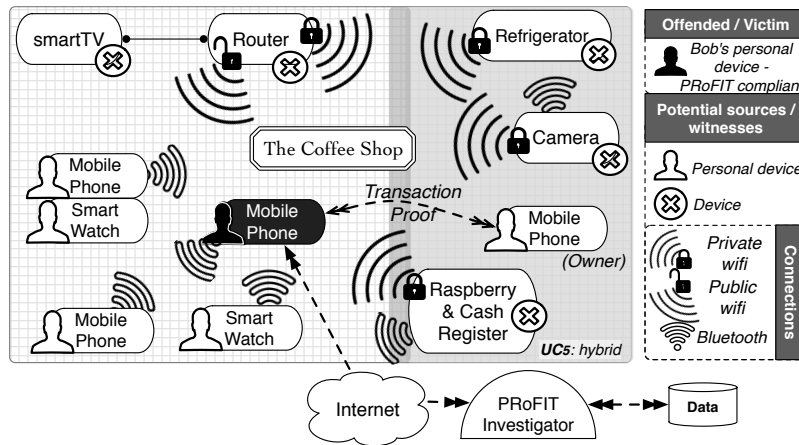 smartTV
Router
Refrigerator
Camera
The Coffee Shop
Mobile
Phone
Smart
Watch
Mobile
Phone
Transaction
Proof
Mobile
Phone
(Owner)
Mobile
Phone
Smart
Watch
Raspberry
& Cash
Register
UC5: hybrid
Internet
PRoFIT
Investigator
Data
Offended / Victim
Bob's personal
device -
PRoFIT compliant
Potential sources /
witnesses
Personal device
Device
Private
wifi
Public
wifi
Bluetooth
Connections